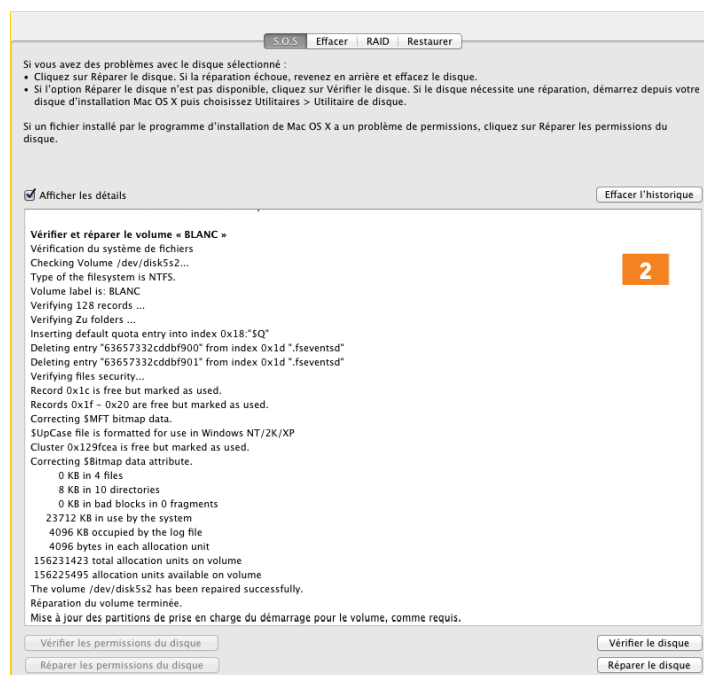 S.O.S Effacer RAID Restaurer
Si vous avez des problèmes avec le disque sélectionné :
• Cliquez sur Réparer le disque. Si la réparation échoue, revenez en arrière et effacez le disque.
• Si l'option Réparer le disque n'est pas disponible, cliquez sur Vérifier le disque. Si le disque nécessite une réparation, démarrez depuis votre
disque d'installation Mac OS X puis choisissez Utilitaires > Utilitaire de disque.
Si un fichier installé par le programme d'installation de Mac OS X a un problème de permissions, cliquez sur Réparer les permissions du
disque.
Afficher les détails
Effacer l'historique
Vérifier et réparer le volume « BLANC »
Vérification du système de fichiers
Checking Volume /dev/disk5s2...
Type of the filesystem is NTFS.
Volume label is: BLANC
Verifying 128 records ...
Verifying Zu folders ...
Inserting default quota entry into index 0x18:"$Q"
Deleting entry "63657332cddbf900" from index 0x1d ".fseventsd"
Deleting entry "63657332cddbf901" from index 0x1d ".fseventsd"
Verifying files security...
Record 0x1c is free but marked as used.
Records 0x1f - 0x20 are free but marked as used.
Correcting $MFT bitmap data.
$UpCase file is formatted for use in Windows NT/2K/XP
Cluster 0x129fcea is free but marked as used.
Correcting $Bitmap data attribute.
0 KB in 4 files
8 KB in 10 directories
0 KB in bad blocks in 0 fragments
23712 KB in use by the system
4096 KB occupied by the log file
4096 bytes in each allocation unit
156231423 total allocation units on volume
156225495 allocation units available on volume
The volume /dev/disk5s2 has been repaired successfully.
Réparation du volume terminée.
Mise à jour des partitions de prise en charge du démarrage pour le volume, comme requis.
2
Vérifier les permissions du disque
Vérifier le disque
Réparer les permissions du disque
Réparer le disque